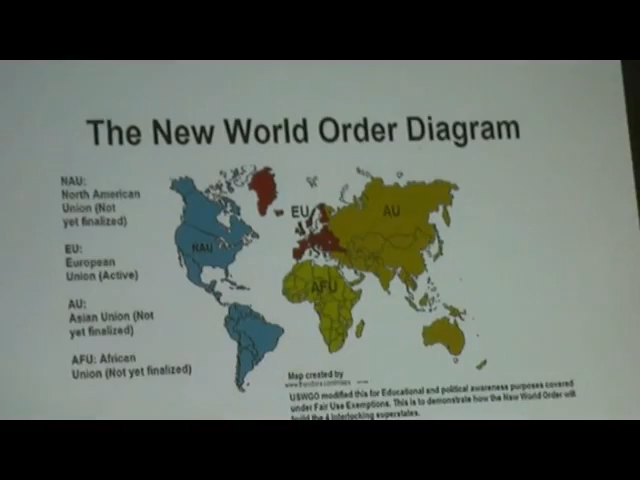 The New World Order Diagram
NAU:
North American
Union (Not
yet finalized)
EU:
European
Union (Active)
AU:
Asian Union (Not
yet finalized)
AFU: African
Union (Not yet finalized)
NAU
EU
AU
AFU
Map created by
USWGO modified this for Educational and political awareness purposes covered
under Fair Use Exemptions. This is to demonstrate how the New World Order will
build the 4 interlocking superstates.